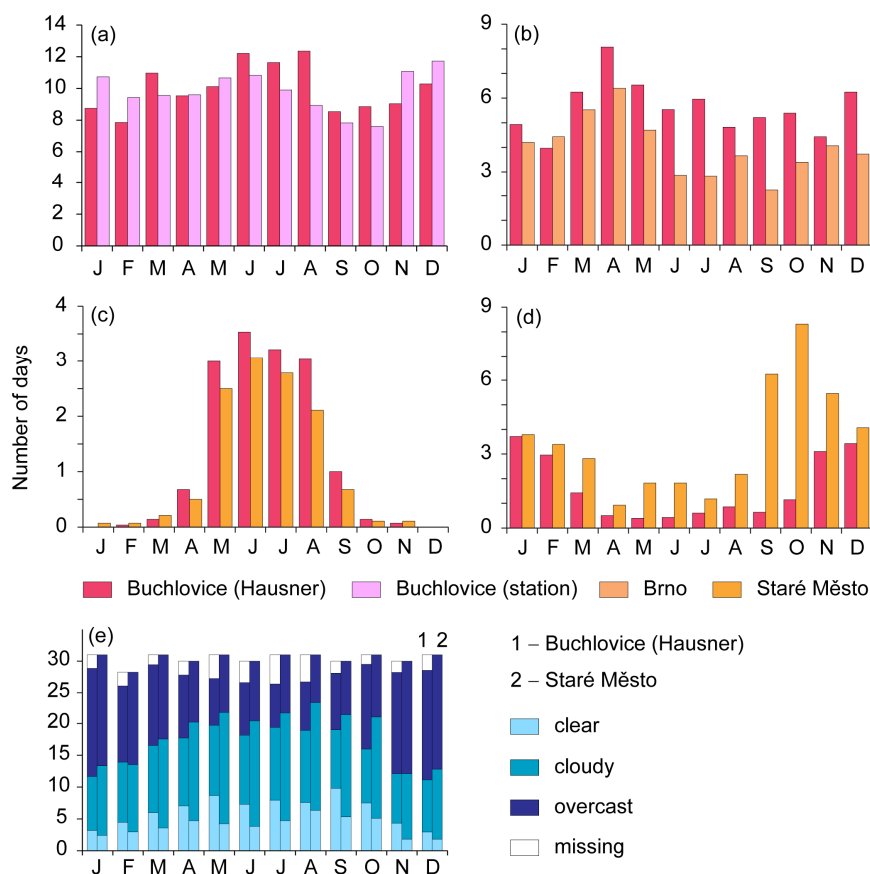 (a)
14
12
10
8
6
4
2
0
J F M A M J J A S O N D
(b)
9
6
3
0
J F M A M J J A S O N D
Number of days
(c)
4
3
2
1
0
J F M A M J J A S O N D
(d)
9
6
3
0
J F M A M J J A S O N D
Buchlovice (Hausner) Buchlovice (station) Brno Staré Město
(e)
1 2
30
25
20
15
10
5
0
J F M A M J J A S O N D
1 – Buchlovice (Hausner)
2 – Staré Město
clear
cloudy
overcast
missing